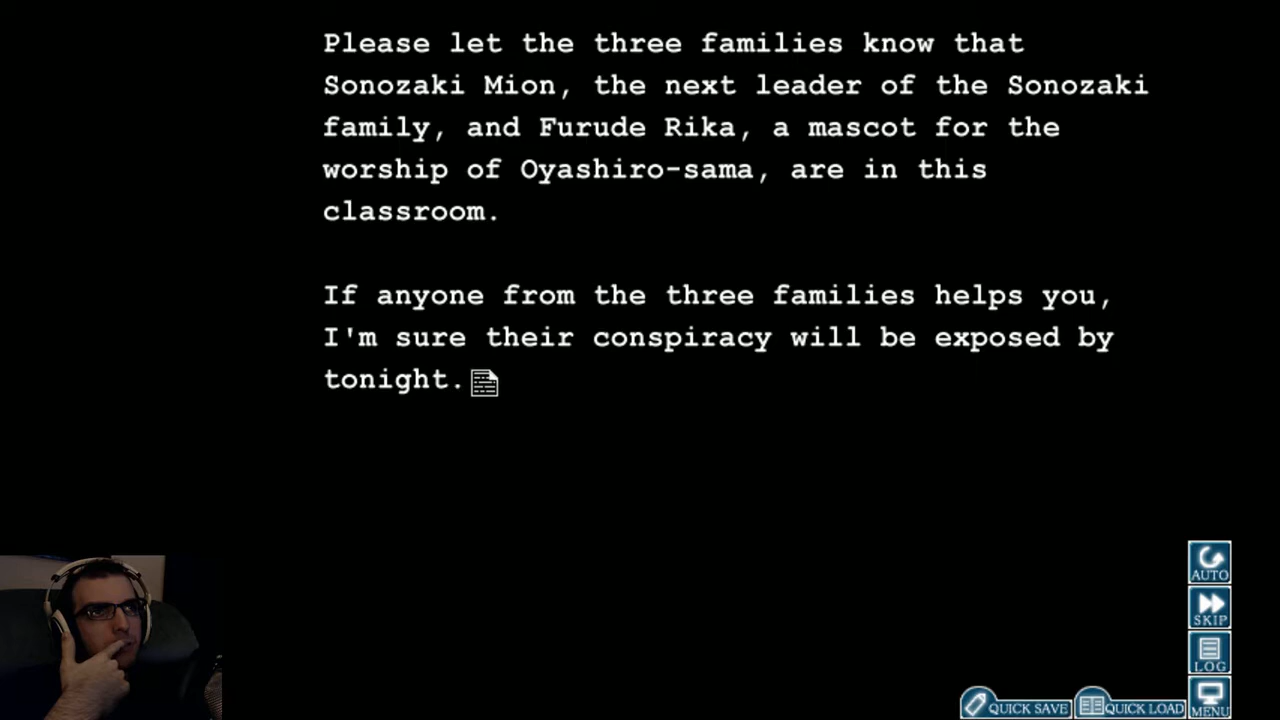 Please let the three families know that
Sonozaki Mion, the next leader of the Sonozaki
family, and Furude Rika, a mascot for the
worship of Oyashiro-sama, are in this
classroom.
If anyone from the three families helps you,
I'm sure their conspiracy will be exposed by
tonight.
AUTO
SKIP
LOG
QUICK SAVE QUICK LOAD MENU